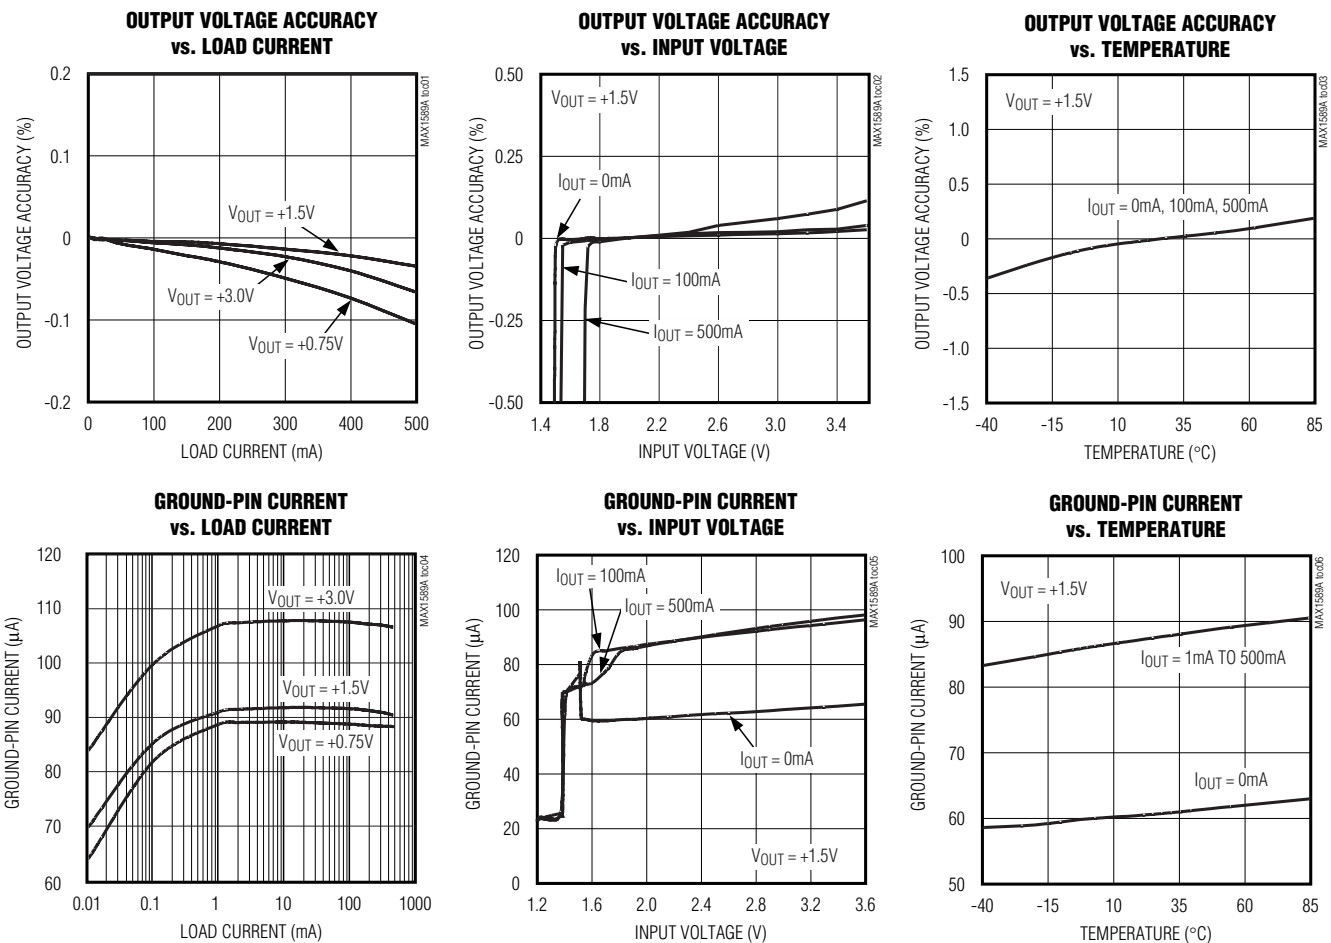 OUTPUT VOLTAGE ACCURACY
vs. LOAD CURRENT
MAX1589A toc01
OUTPUT VOLTAGE ACCURACY (%)
0.2
0.1
0
-0.1
-0.2
VOUT = +1.5V
VOUT = +3.0V
VOUT = +0.75V
0 100 200 300 400 500
LOAD CURRENT (mA)
OUTPUT VOLTAGE ACCURACY
vs. INPUT VOLTAGE
MAX1589A toc02
OUTPUT VOLTAGE ACCURACY (%)
0.50
0.25
0
-0.25
-0.50
VOUT = +1.5V
IOUT = 0mA
IOUT = 100mA
IOUT = 500mA
1.4 1.8 2.2 2.6 3.0 3.4
INPUT VOLTAGE (V)
OUTPUT VOLTAGE ACCURACY
vs. TEMPERATURE
MAX1589A toc03
OUTPUT VOLTAGE ACCURACY (%)
1.5
1.0
0.5
0
-0.5
-1.0
-1.5
VOUT = +1.5V
IOUT = 0mA, 100mA, 500mA
-40 -15 10 35 60 85
TEMPERATURE (°C)
GROUND-PIN CURRENT
vs. LOAD CURRENT
MAX1589A toc04
GROUND-PIN CURRENT (µA)
120
110
100
90
80
70
60
VOUT = +3.0V
VOUT = +1.5V
VOUT = +0.75V
0.01 0.1 1 10 100 1000
LOAD CURRENT (mA)
GROUND-PIN CURRENT
vs. INPUT VOLTAGE
MAX1589A toc05
GROUND-PIN CURRENT (µA)
120
100
80
60
40
20
0
IOUT = 100mA
IOUT = 500mA
IOUT = 0mA
VOUT = +1.5V
1.2 1.6 2.0 2.4 2.8 3.2 3.6
INPUT VOLTAGE (V)
GROUND-PIN CURRENT
vs. TEMPERATURE
MAX1589A toc06
GROUND-PIN CURRENT (µA)
100
90
80
70
60
50
VOUT = +1.5V
IOUT = 1mA TO 500mA
IOUT = 0mA
-40 -15 10 35 60 85
TEMPERATURE (°C)